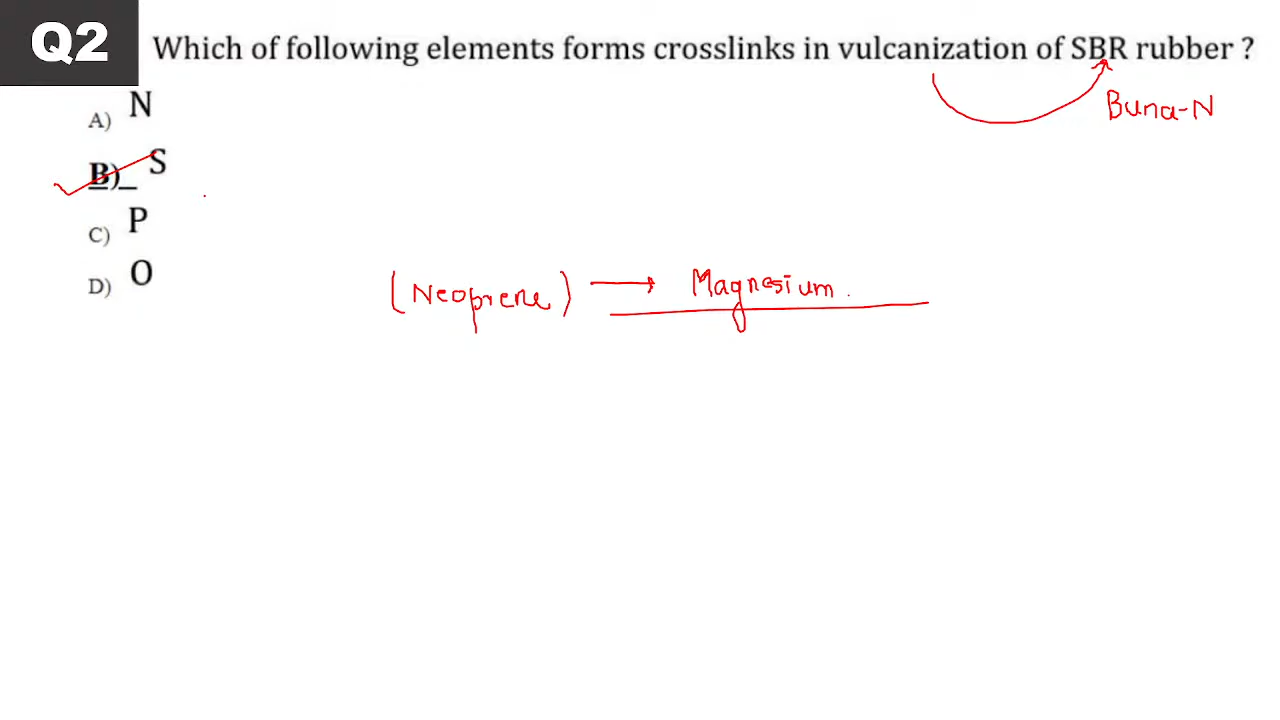 Q2
Which of following elements forms crosslinks in vulcanization of SBR rubber ?
Buna-N
A) N
B) S
C) P
D) O
(Neoprene) → Magnesium.